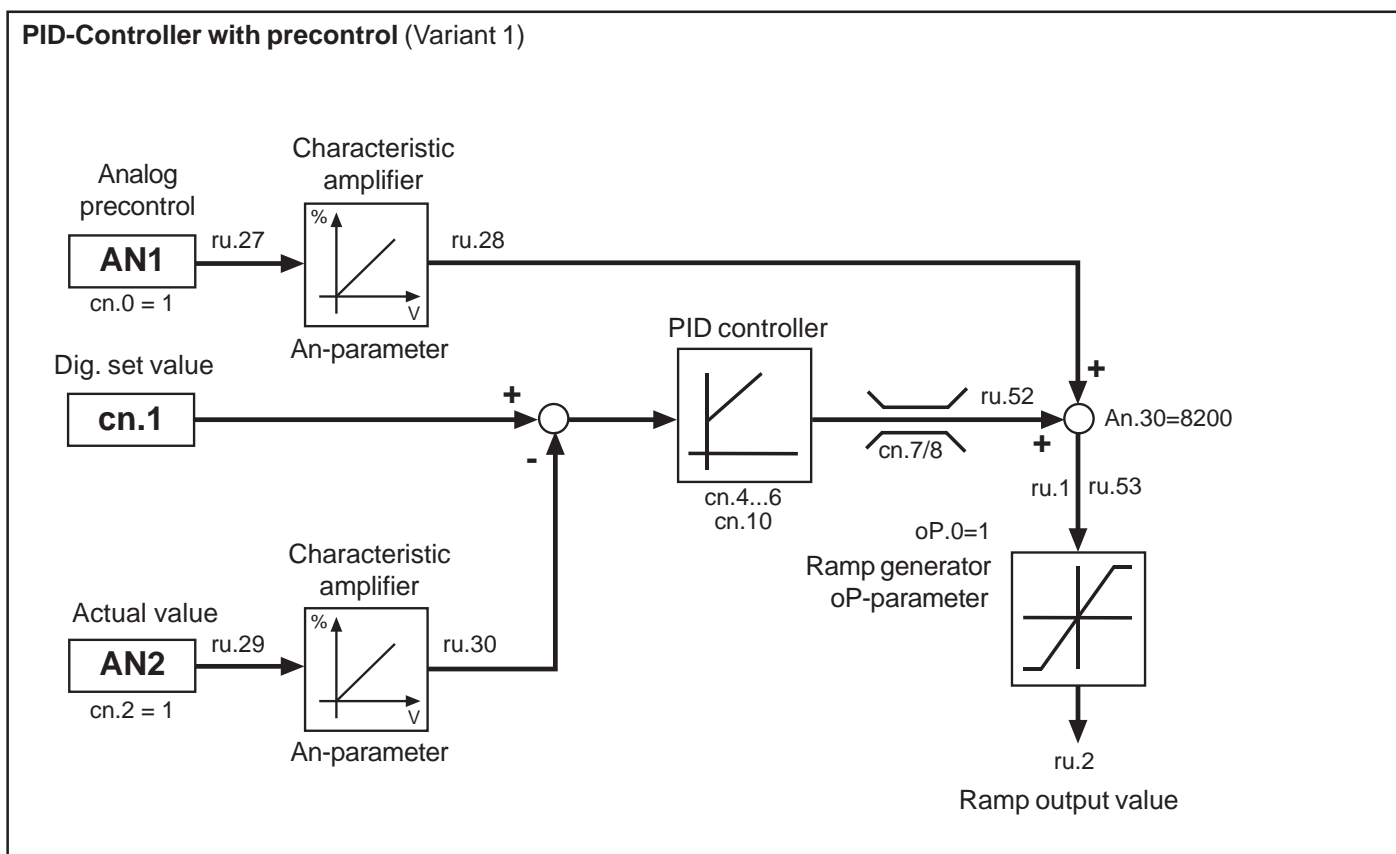 PID-Controller with precontrol (Variant 1)
Analog
precontrol
AN1
cn.0 = 1
ru.27
Characteristic
amplifier
%
V
An-parameter
ru.28
Dig. set value
cn.1
+
-
PID controller
cn.4...6
cn.10
cn.7/8
ru.52
+
+
An.30=8200
ru.1
ru.53
oP.0=1
Ramp generator
oP-parameter
Actual value
AN2
cn.2 = 1
ru.29
Characteristic
amplifier
%
V
An-parameter
ru.30
ru.2
Ramp output value